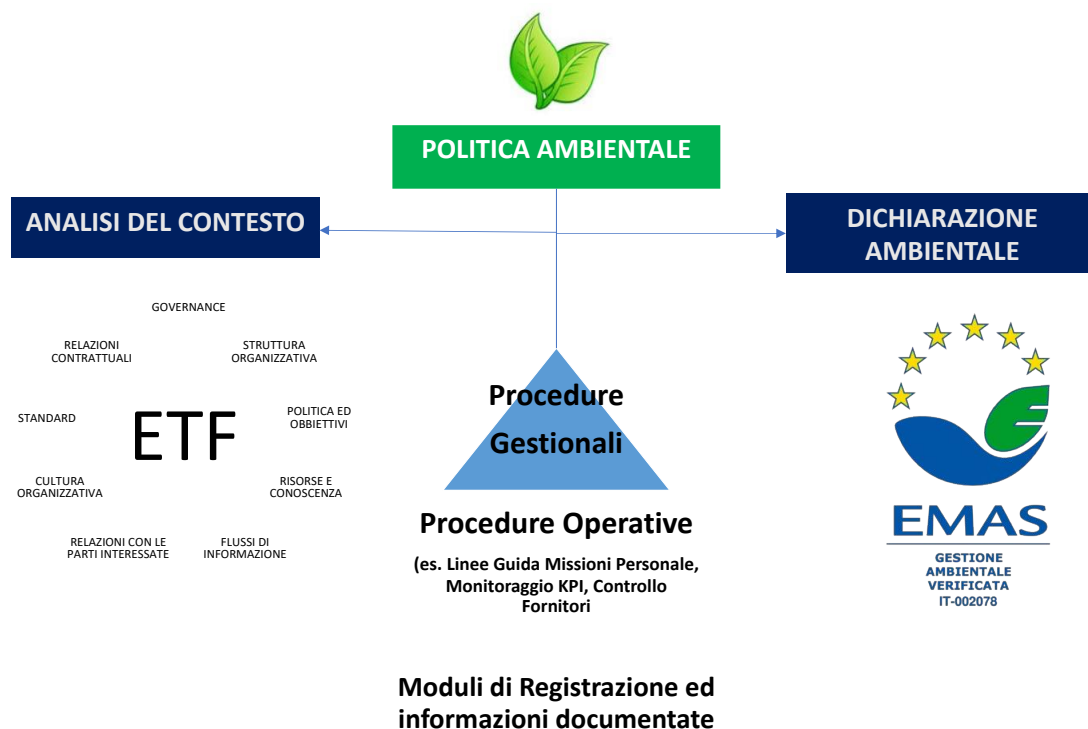 POLITICA AMBIENTALE
ANALISI DEL CONTESTO
DICHIARAZIONE
AMBIENTALE
GOVERNANCE
RELAZIONI
CONTRATTUALI
STRUTTURA
ORGANIZZATIVA
STANDARD
ETF
POLITICA ED
OBBIETTIVI
CULTURA
ORGANIZZATIVA
RISORSE E
CONOSCENZA
RELAZIONI CON LE
PARTI INTERESSATE
FLUSSI DI
INFORMAZIONE
Procedure
Gestionali
Procedure Operative
(es. Linee Guida Missioni Personale,
Monitoraggio KPI, Controllo
Fornitori
Moduli di Registrazione ed
informazioni documentate
EMAS
GESTIONE
AMBIENTALE
VERIFICATA
IT-002078